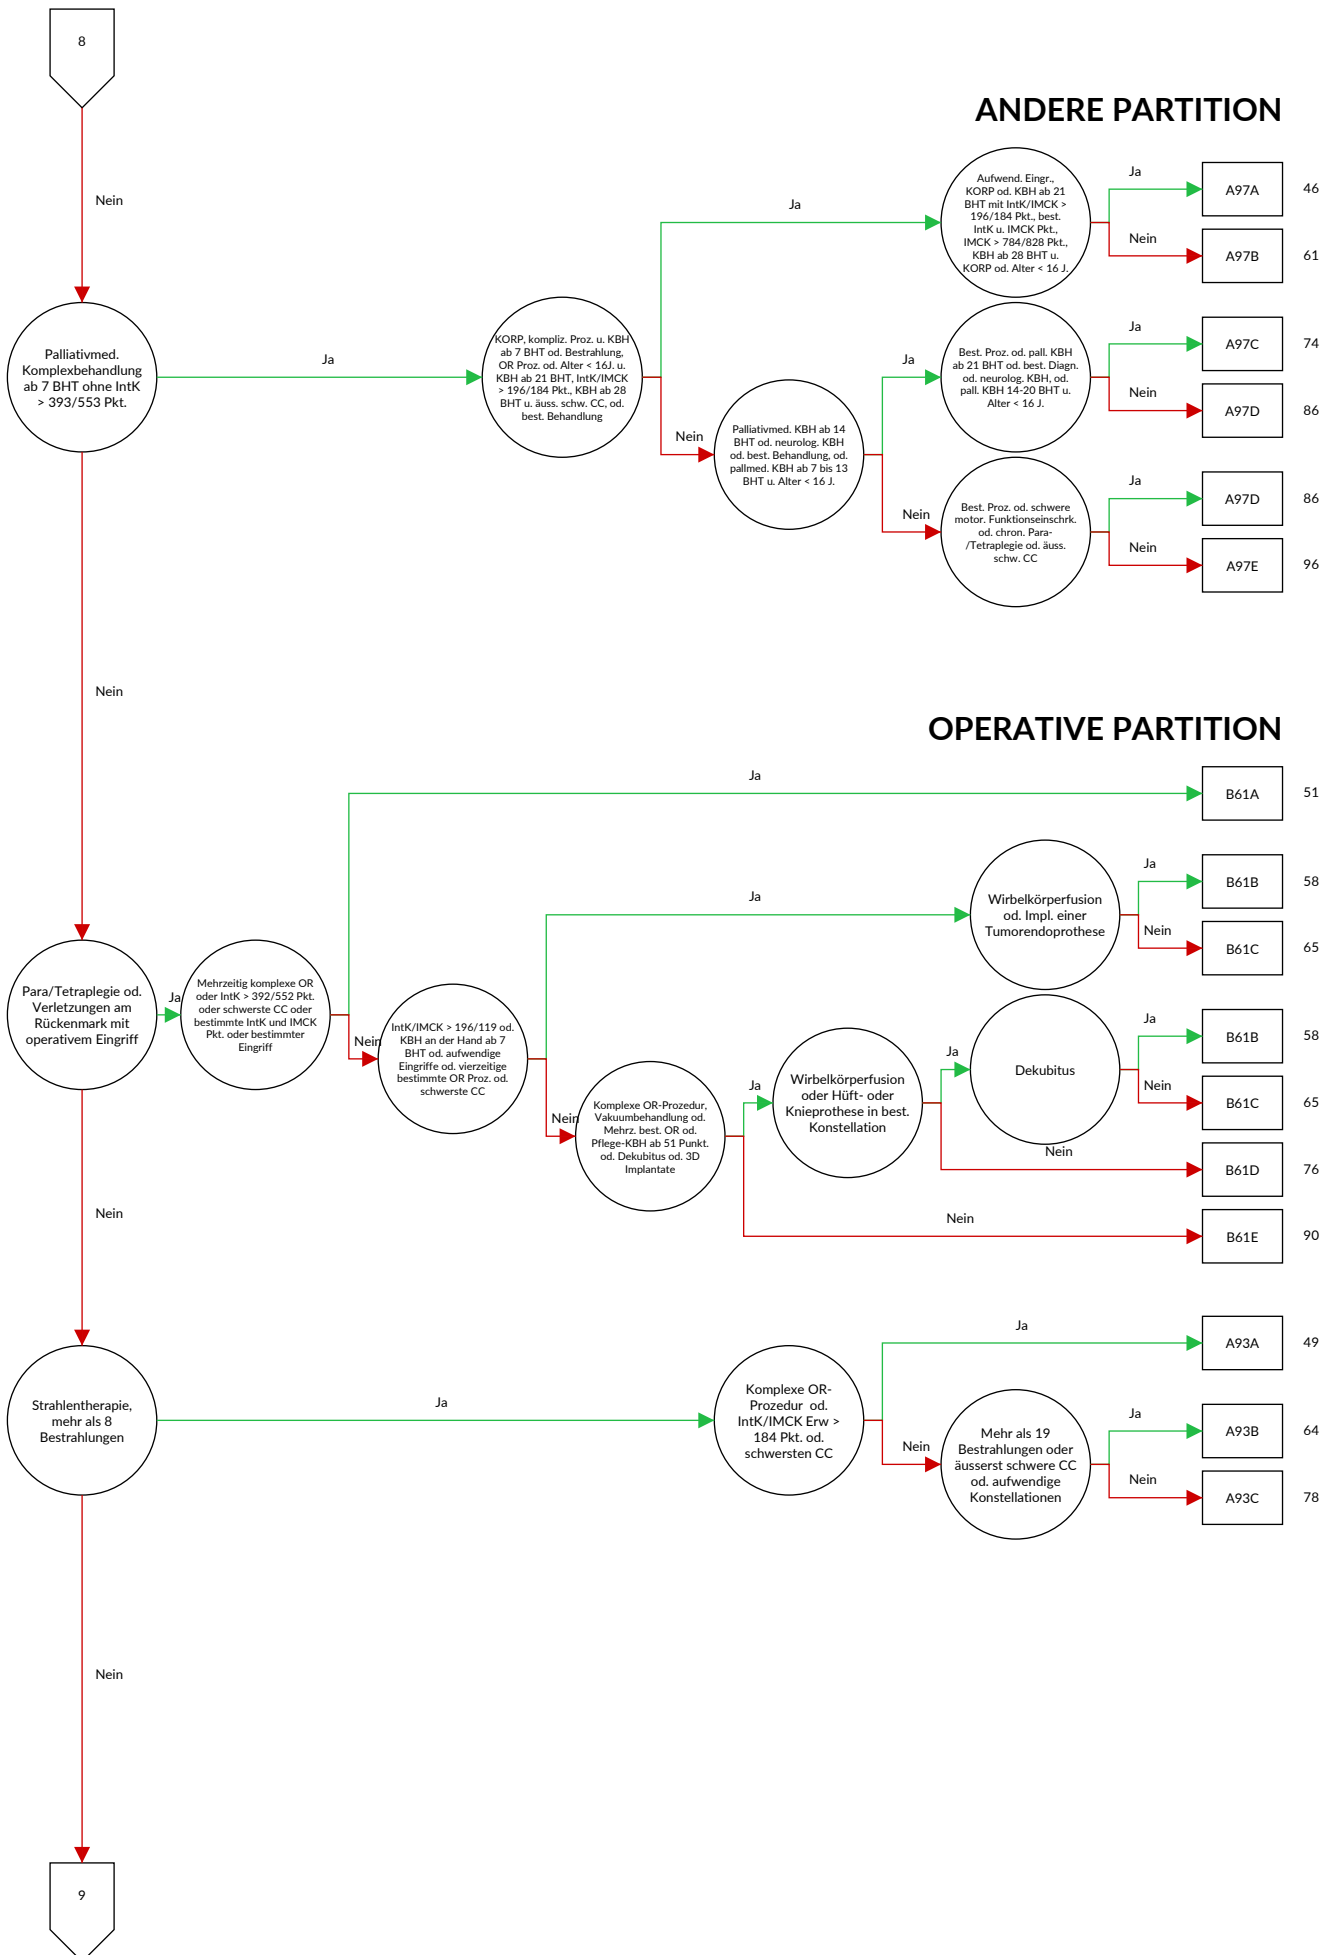 8
ANDERE PARTITION
Nein
Palliativmed.
Komplexbehandlung
ab 7 BHT ohne IntK
> 393/553 Pkt.
Ja
KORP, kompliz. Proz. u. KBH
ab 7 BHT od. Bestrahlung,
OR Proz. od. Alter < 16J. u.
KBH ab 21 BHT, IntK/IMCK
> 196/184 Pkt., KBH ab 28
BHT u. äuss. schw. CC, od.
best. Behandlung
Ja
Aufwend. Eingr.,
KORP od. KBH ab 21
BHT mit IntK/IMCK >
196/184 Pkt., best.
IntK u. IMCK Pkt.,
IMCK > 784/828 Pkt.,
KBH ab 28 BHT u.
KORP od. Alter < 16 J.
Ja
A97A
46
Nein
A97B
61
Nein
Palliativmed. KBH ab 14
BHT od. neurolog. KBH
od. best. Behandlung, od.
pallmed. KBH ab 7 bis 13
BHT u. Alter < 16 J.
Ja
Best. Proz. od. pall. KBH
ab 21 BHT od. best. Diagn.
od. neurolog. KBH, od.
pall. KBH 14-20 BHT u.
Alter < 16 J.
Ja
A97C
74
Nein
A97D
86
Nein
Best. Proz. od. schwere
motor. Funktionseinschrk.
od. chron. Para-
/Tetraplegie od. äuss.
schw. CC
Ja
A97D
86
Nein
A97E
96
Nein
OPERATIVE PARTITION
Para/Tetraplegie od.
Verletzungen am
Rückenmark mit
operativem Eingriff
Ja
Mehrzeitig komplexe OR
oder IntK > 392/552 Pkt.
oder schwerste CC oder
bestimmte IntK und IMCK
Pkt. oder bestimmter
Eingriff
Ja
B61A
51
Nein
IntK/IMCK > 196/119 od.
KBH an der Hand ab 7
BHT od. aufwendige
Eingriffe od. vierzeitige
bestimmte OR Proz. od.
schwerste CC
Ja
Wirbelkörperfusion
od. Impl. einer
Tumorendoprothese
Ja
B61B
58
Nein
B61C
65
Nein
Komplexe OR-Prozedur,
Vakuumbehandlung od.
Mehrz. best. OR od.
Pflege-KBH ab 51 Punkt.
od. Dekubitus od. 3D
Implantate
Ja
Wirbelkörperfusion
oder Hüft- oder
Knieprothese in best.
Konstellation
Ja
Dekubitus
Ja
B61B
58
Nein
B61C
65
Nein
B61D
76
Nein
B61E
90
Nein
Strahlentherapie,
mehr als 8
Bestrahlungen
Ja
Komplexe OR-
Prozedur od.
IntK/IMCK Erw >
184 Pkt. od.
schwersten CC
Ja
A93A
49
Nein
Mehr als 19
Bestrahlungen oder
äusserst schwere CC
od. aufwendige
Konstellationen
Ja
A93B
64
Nein
A93C
78
Nein
9